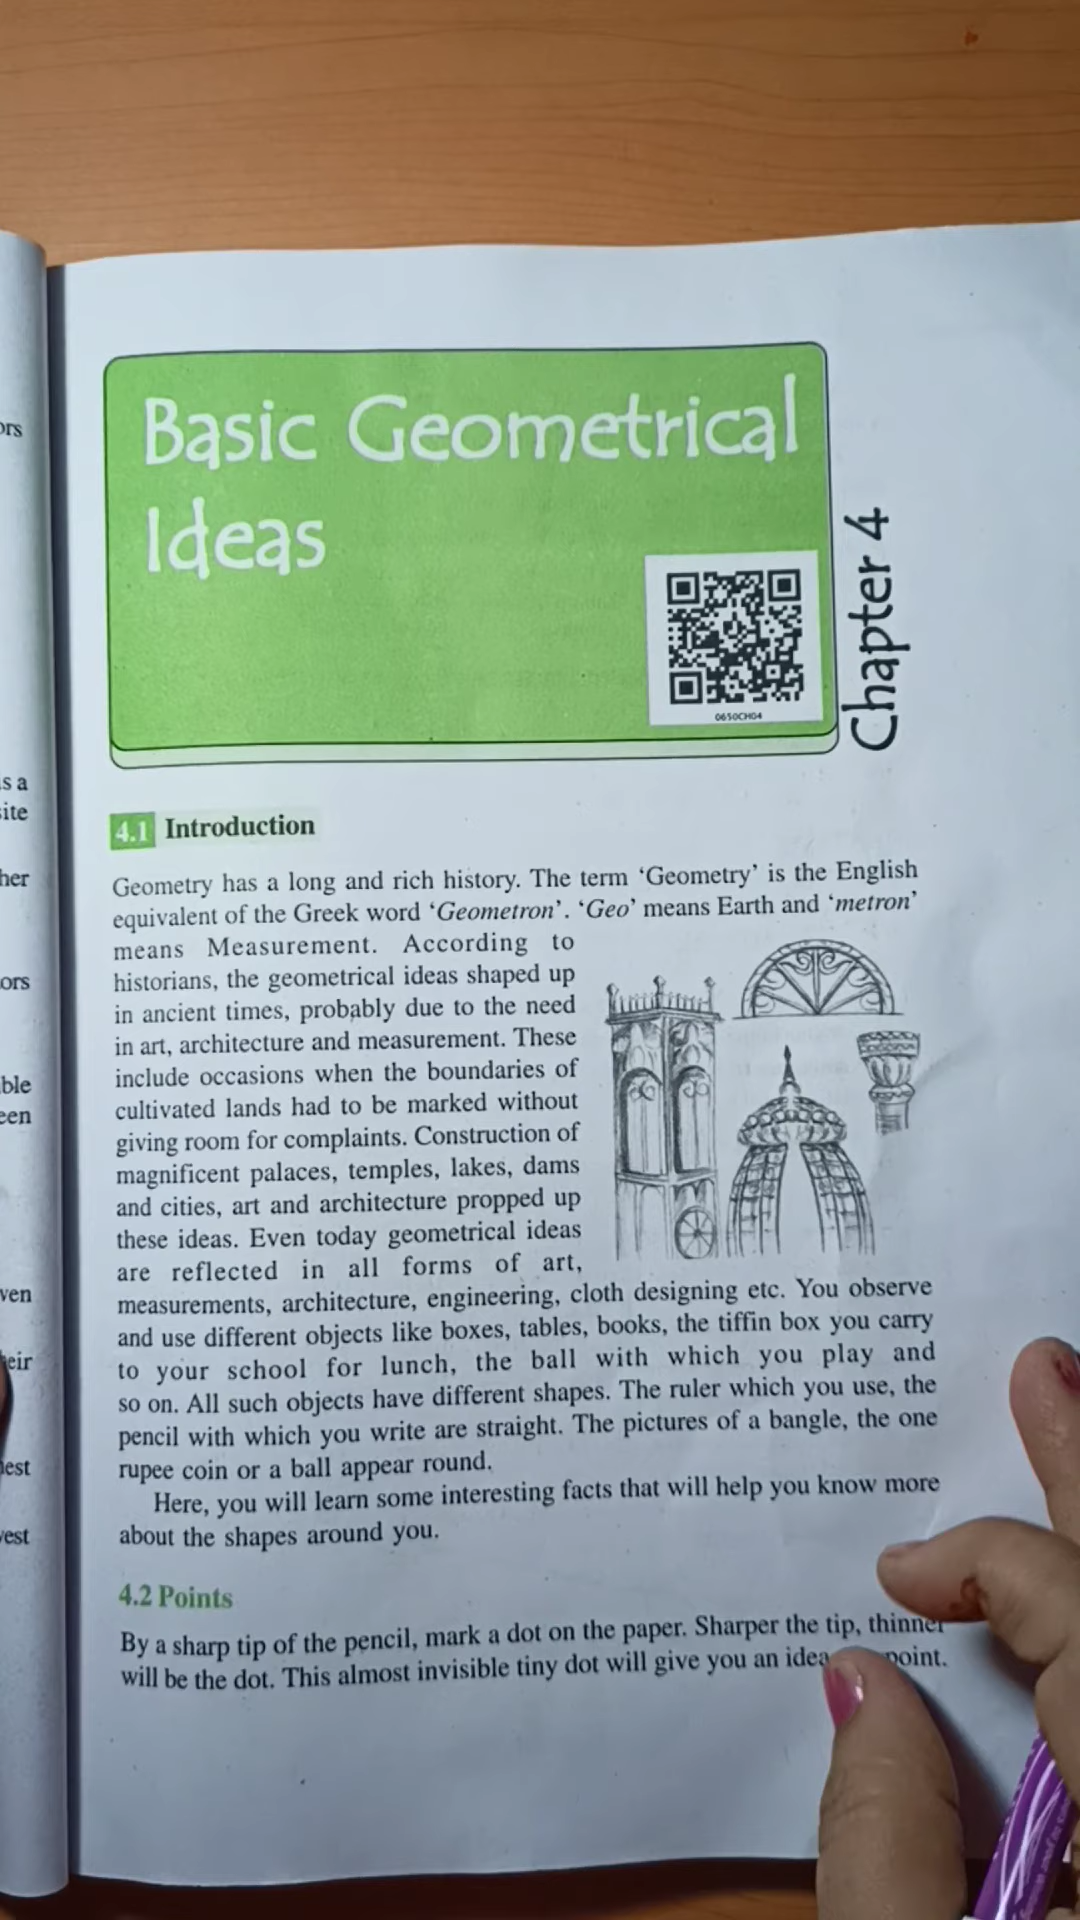 Basic Geometrical
Ideas
Chapter 4
0650CH04
4.1 Introduction
Geometry has a long and rich history. The term ‘Geometry’ is the English
equivalent of the Greek word ‘Geometron’. ‘Geo’ means Earth and ‘metron’
means Measurement. According to
historians, the geometrical ideas shaped up
in ancient times, probably due to the need
in art, architecture and measurement. These
include occasions when the boundaries of
cultivated lands had to be marked without
giving room for complaints. Construction of
magnificent palaces, temples, lakes, dams
and cities, art and architecture propped up
these ideas. Even today geometrical ideas
are reflected in all forms of art,
measurements, architecture, engineering, cloth designing etc. You observe
and use different objects like boxes, tables, books, the tiffin box you carry
to your school for lunch, the ball with which you play and
so on. All such objects have different shapes. The ruler which you use, the
pencil with which you write are straight. The pictures of a bangle, the one
rupee coin or a ball appear round.
Here, you will learn some interesting facts that will help you know more
about the shapes around you.
4.2 Points
By a sharp tip of the pencil, mark a dot on the paper. Sharper the tip, thinner
will be the dot. This almost invisible tiny dot will give you an idea point.